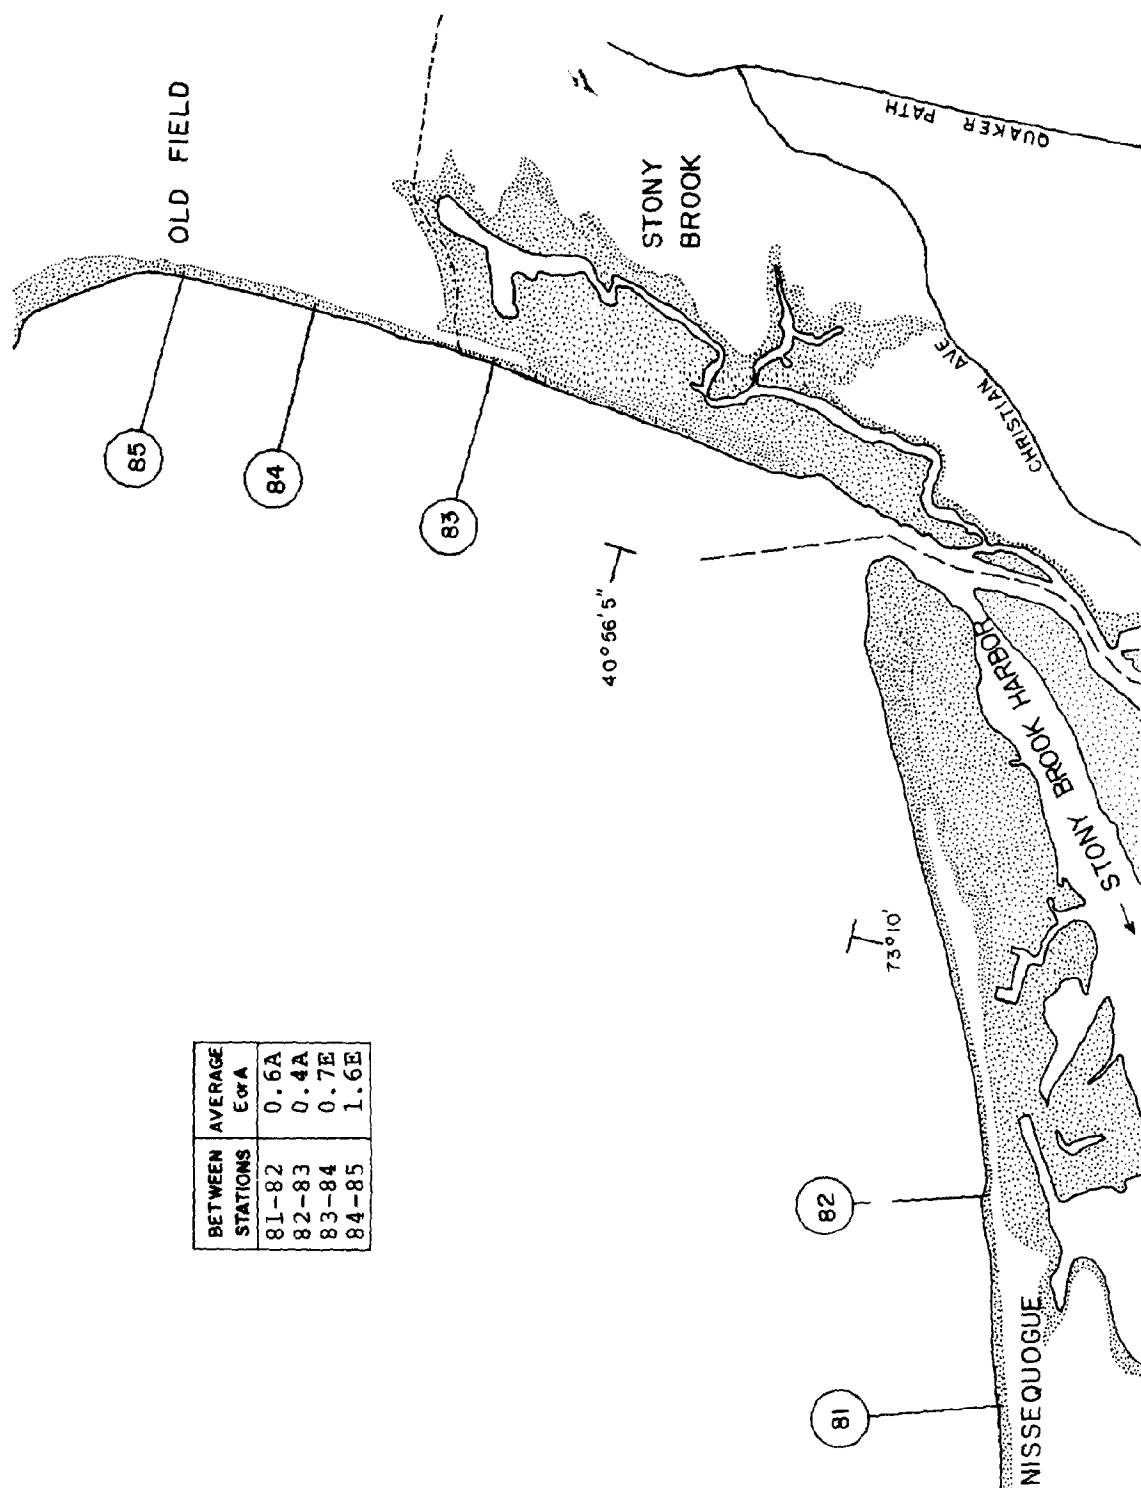 OLD FIELD
STONY
BROOK
QUAKER PATH
CHRISTIAN AVE
85
84
83
40°56'5"
STONY BROOK HARBOR
73°10'
82
81
NISSEQUOGUE
BETWEEN STATIONS AVERAGE E or A
81-82 0.6A
82-83 0.4A
83-84 0.7E
84-85 1.6E